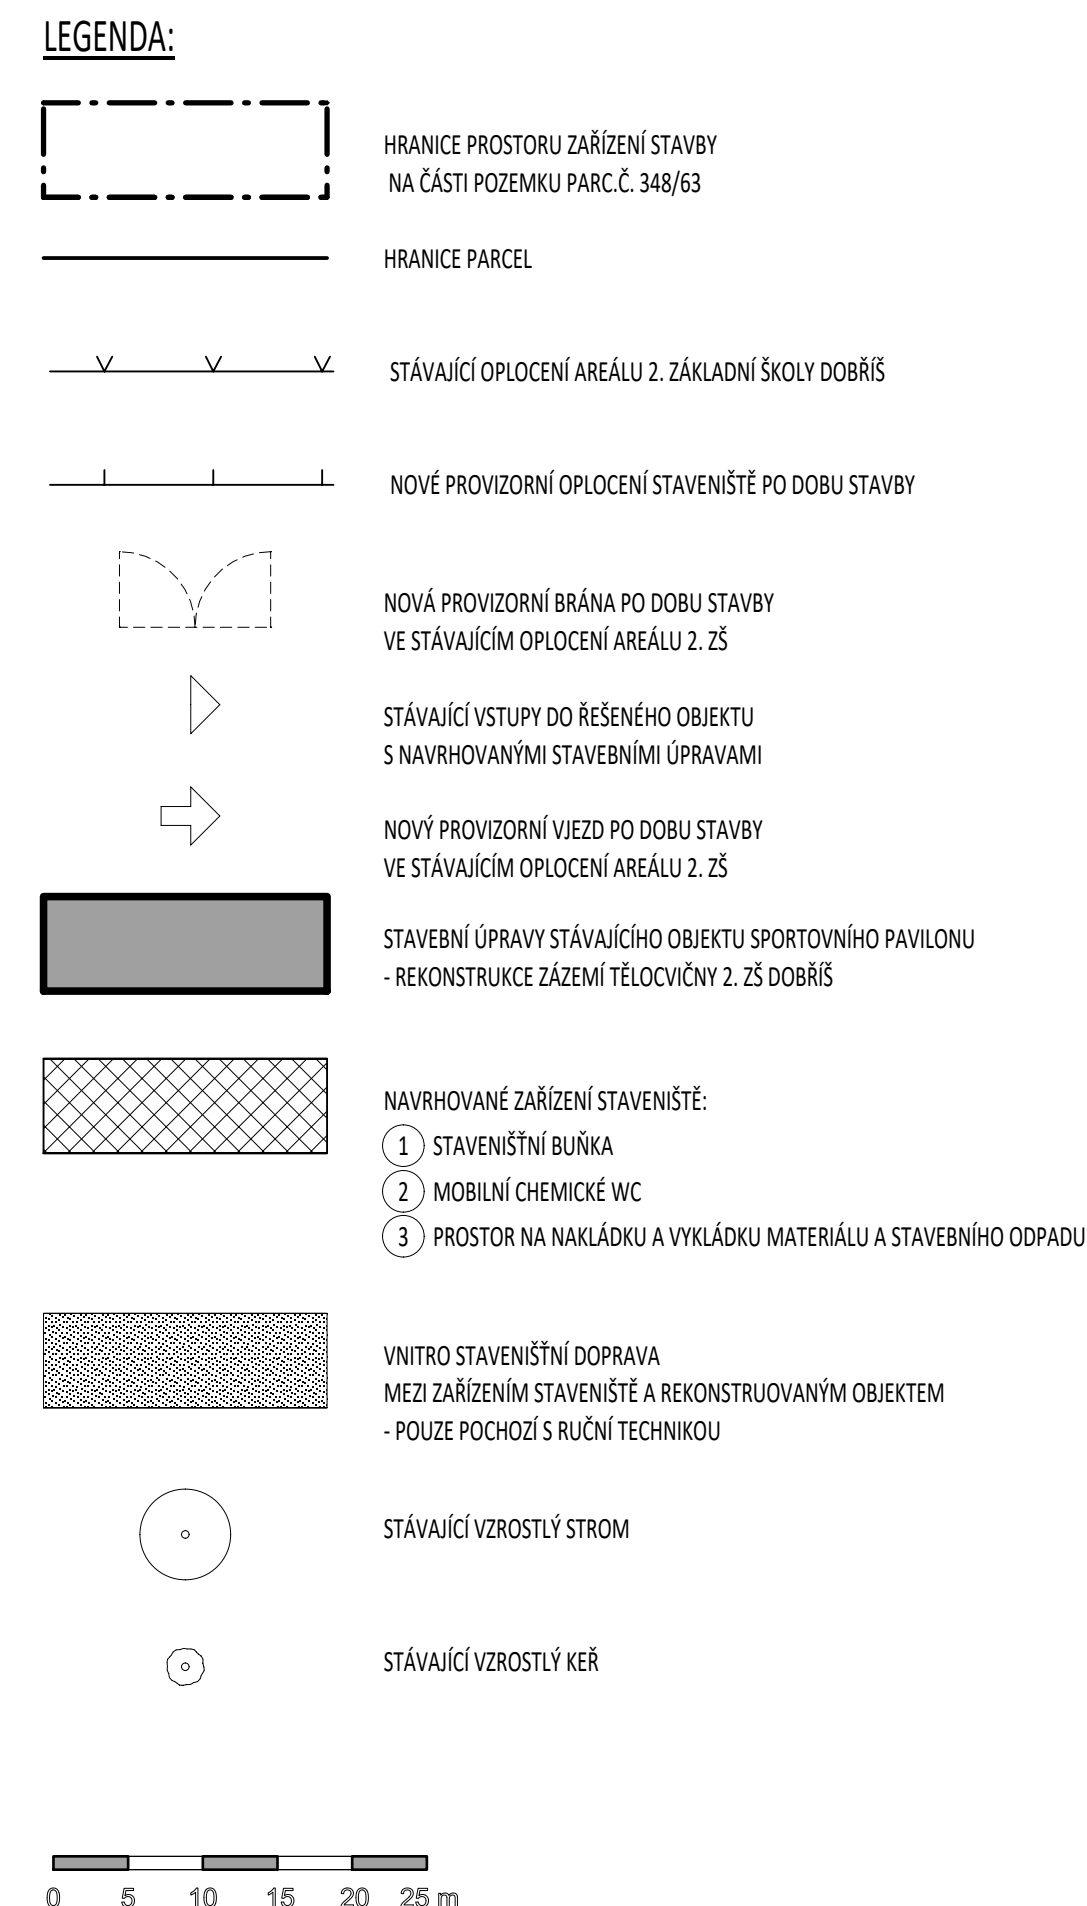 LEGENDA:
HRANICE PROSTORU ZAŘÍZENÍ STAVBY
NA ČÁSTI POZEMKU PARC.Č. 348/63
HRANICE PARCEL
STÁVAJÍCÍ OPLOCENÍ AREÁLU 2. ZÁKLADNÍ ŠKOLY DOBŘÍŠ
NOVÉ PROVIZORNÍ OPLOCENÍ STAVENIŠTĚ PO DOBU STAVBY
NOVÁ PROVIZORNÍ BRÁNA PO DOBU STAVBY
VE STÁVAJÍCÍM OPLOCENÍ AREÁLU 2. ZŠ
STÁVAJÍCÍ VSTUPY DO ŘEŠENÉHO OBJEKTU
S NAVRHOVANÝMI STAVEBNÍMI ÚPRAVAMI
NOVÝ PROVIZORNÍ VJEZD PO DOBU STAVBY
VE STÁVAJÍCÍM OPLOCENÍ AREÁLU 2. ZŠ
STAVEBNÍ ÚPRAVY STÁVAJÍCÍHO OBJEKTU SPORTOVNÍHO PAVILONU
- REKONSTRUKCE ZÁZEMÍ TĚLOCVIČNY 2. ZŠ DOBŘÍŠ
NAVRHOVANÉ ZAŘÍZENÍ STAVENIŠTĚ:
1 STAVENIŠŤNÍ BUŇKA
2 MOBILNÍ CHEMICKÉ WC
3 PROSTOR NA NAKLÁDKU A VYKLÁDKU MATERIÁLU A STAVEBNÍHO ODPADU
VNITRO STAVENIŠŤNÍ DOPRAVA
MEZI ZAŘÍZENÍM STAVENIŠTĚ A REKONSTRUOVANÝM OBJEKTEM
- POUZE POCHOZÍ S RUČNÍ TECHNIKOU
STÁVAJÍCÍ VZROSTLÝ STROM
STÁVAJÍCÍ VZROSTLÝ KEŘ
0 5 10 15 20 25 m